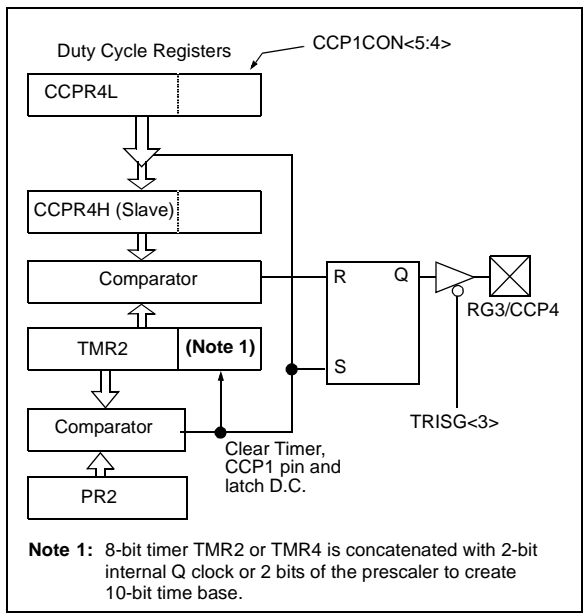 Duty Cycle Registers
CCP1CON<5:4>
CCPR4L
CCPR4H (Slave)
Comparator
R
Q
RG3/CCP4
TMR2
(Note 1)
S
TRISG<3>
Comparator
Clear Timer,
CCP1 pin and
latch D.C.
PR2
Note 1: 8-bit timer TMR2 or TMR4 is concatenated with 2-bit
internal Q clock or 2 bits of the prescaler to create
10-bit time base.